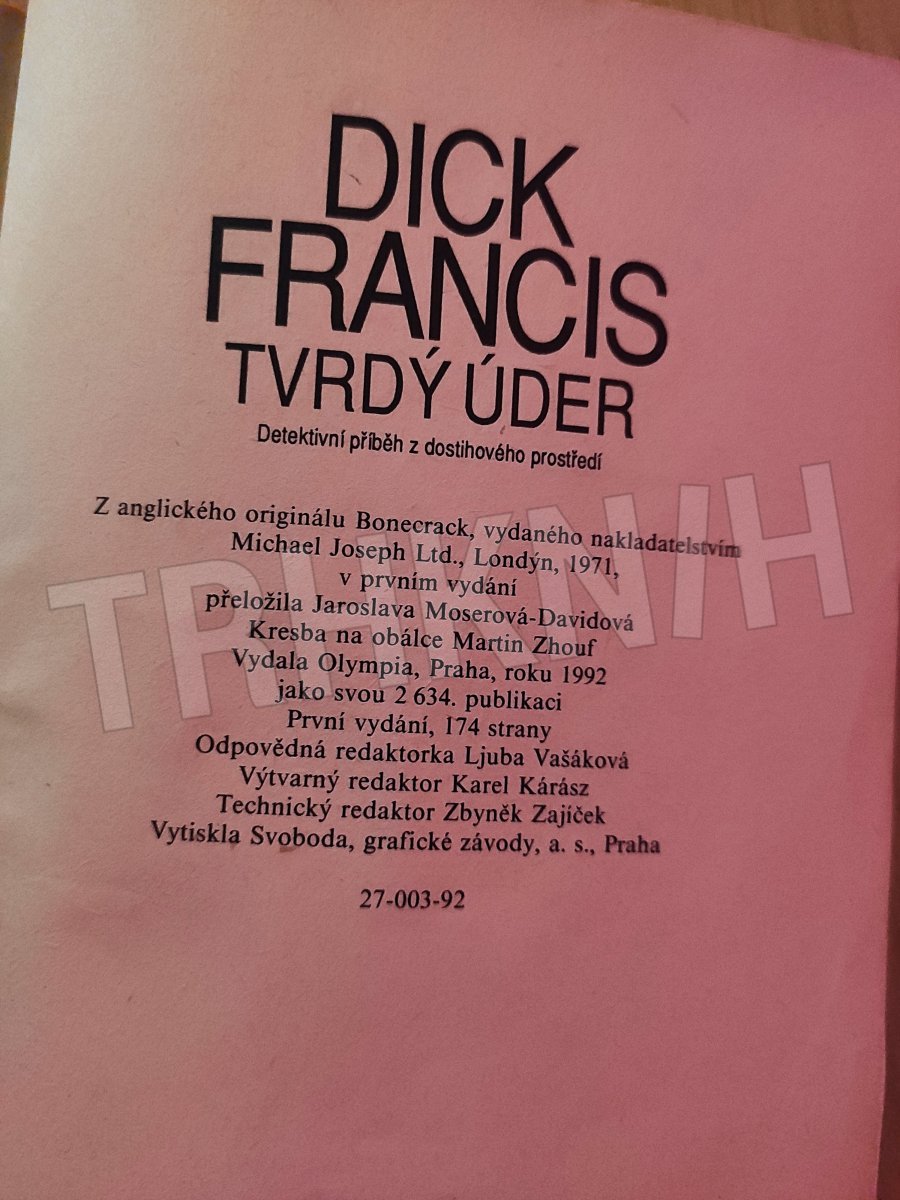 DICK
FRANCIS
TVRDÝ ÚDER
Detektivní příběh z dostihového prostředí
Z anglického originálu Bonecrack, vydaného nakladatelstvím
Michael Joseph Ltd., Londýn, 1971,
v prvním vydání
přeložila Jaroslava Moserová-Davidová
Kresba na obálce Martin Zhouf
Vydala Olympia, Praha, roku 1992
jako svou 2 634. publikaci
První vydání, 174 strany
Odpovědná redaktorka Ljuba Vašáková
Výtvarný redaktor Karel Kárász
Technický redaktor Zbyněk Zajíček
Vytiskla Svoboda, grafické závody, a. s., Praha
27-003-92
TRHKNIH